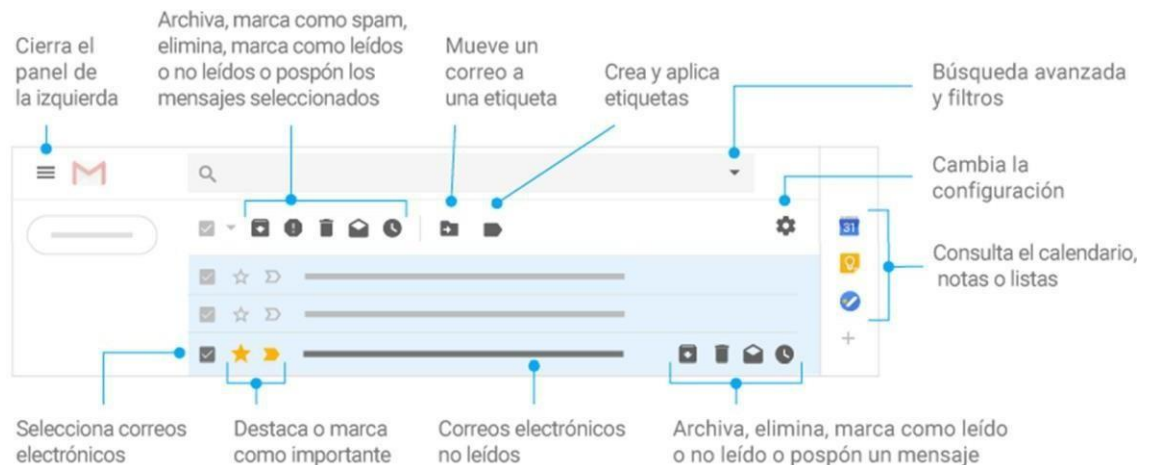 Archiva, marca como spam,
elimina, marca como leídos
o no leídos o pospón los
mensajes seleccionados
Cierra el
panel de
la izquierda
Mueve un
correo a
una etiqueta
Crea y aplica
etiquetas
Búsqueda avanzada
y filtros
Cambia la
configuración
31
Consulta el calendario,
notas o listas
Selecciona correos
electrónicos
Destaca o marca
como importante
Correos electrónicos
no leídos
Archiva, elimina, marca como leído
o no leído o pospón un mensaje